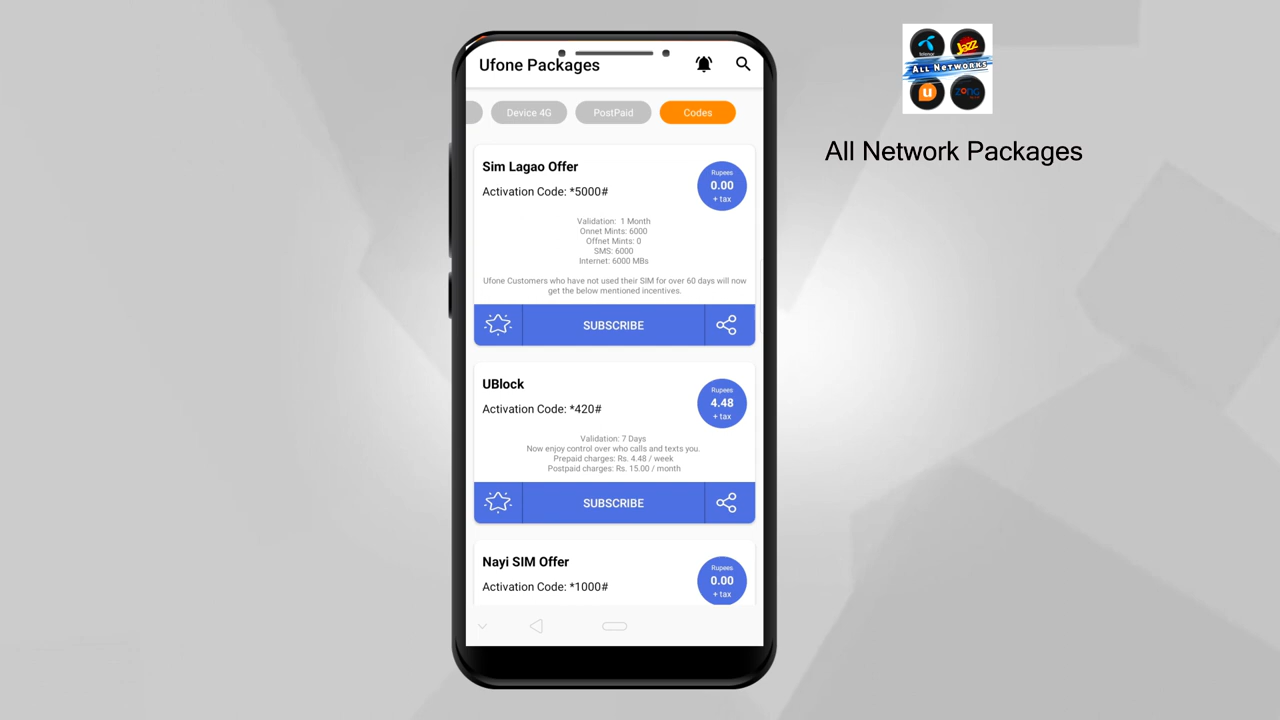 Ufone Packages
Device 4G
PostPaid
Codes
Sim Lagao Offer
Activation Code: *5000#
Rupees
0.00
+ tax
Validation: 1 Month
Onnet Mints: 6000
Offnet Mints: 0
SMS: 6000
Internet: 6000 MBs
Ufone Customers who have not used their SIM for over 60 days will now
get the below mentioned incentives.
SUBSCRIBE
UBlock
Activation Code: *420#
Rupees
4.48
+ tax
Validation: 7 Days
Now enjoy control over who calls and texts you.
Prepaid charges: Rs. 4.48 / week
Postpaid charges: Rs. 15.00 / month
SUBSCRIBE
Nayi SIM Offer
Activation Code: *1000#
Rupees
0.00
+ tax
telenor
Jazz
ALL NETWORKS
u
ZONG
All Network Packages